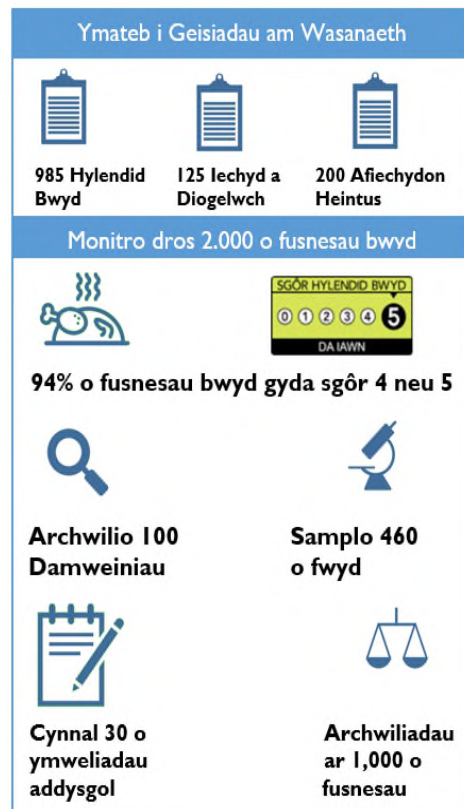 Ymateb i Geisiadau am Wasanaeth
985 Hylendid
Bwyd
125 Iechyd a
Diogelwch
200 Afiechydon
Heintus
Monitro dros 2.000 o fusnesau bwyd
SGÔR HYLENDID BWYD
0 1 2 3 4 5
DA IAWN
94% o fusnesau bwyd gyda sgôr 4 neu 5
Archwilio 100
Damweiniau
Samplo 460
o fwyd
Cynnal 30 o
ymweliadau
addysgol
Archwiliadau
ar 1,000 o
fusnesau